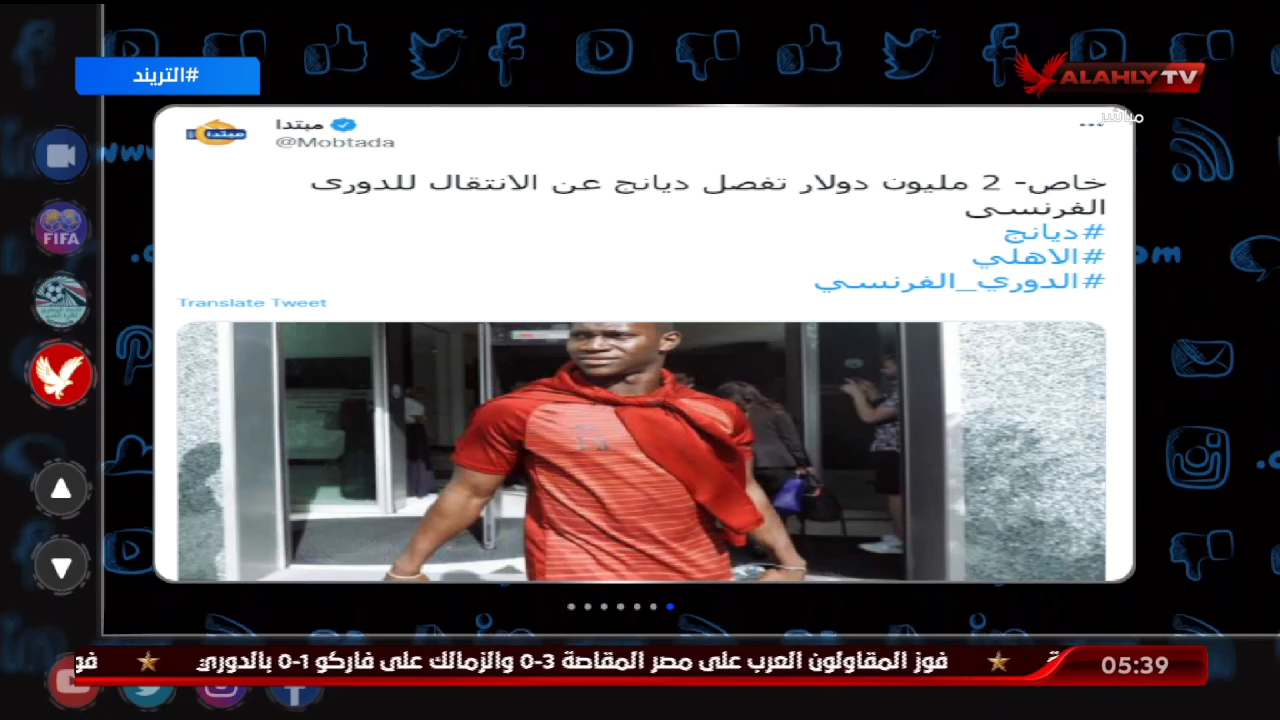 #التريند
ALAHLY TV
مباشر
مبتدا
@Mobtada
خاص- 2 مليون دولار تفصل ديانج عن الانتقال للدورى
الفرنسى
#ديانج
#الاهلي
#الدوري_الفرنسي
Translate Tweet
FIFA
فوز المقاولون العرب على مصر المقاصة 3-0 والزمالك على فاركو 1-0 بالدوري
05:39